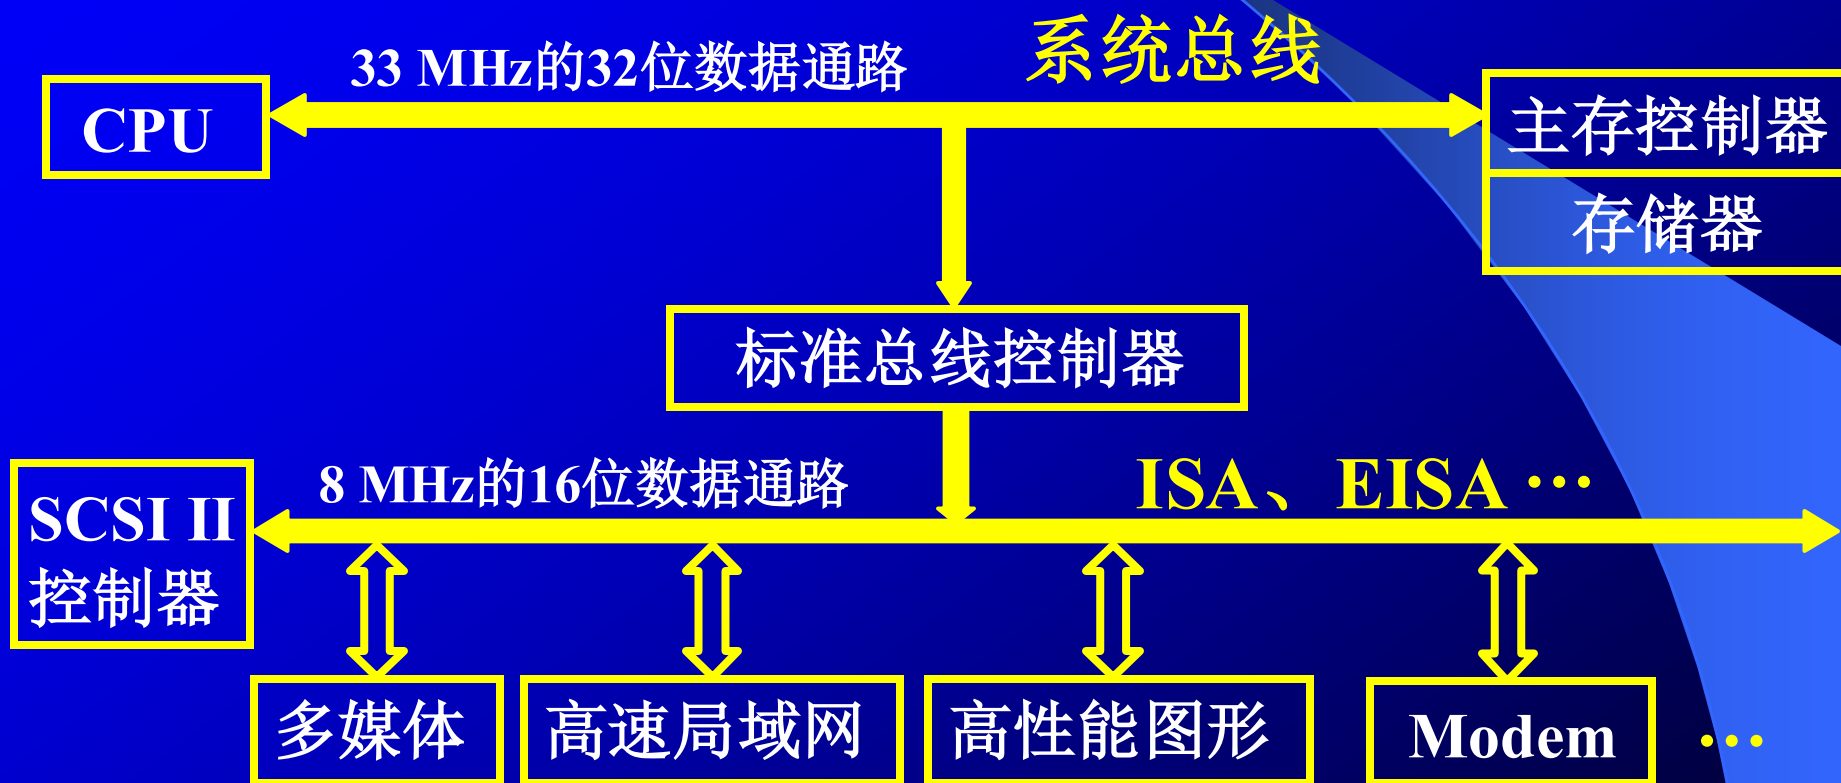 33 MHz的32位数据通路
系统总线
CPU
主存控制器
存储器
标准总线控制器
8 MHz的16位数据通路
ISA、EISA …
SCSI II
控制器
多媒体
高速局域网
高性能图形
Modem
…